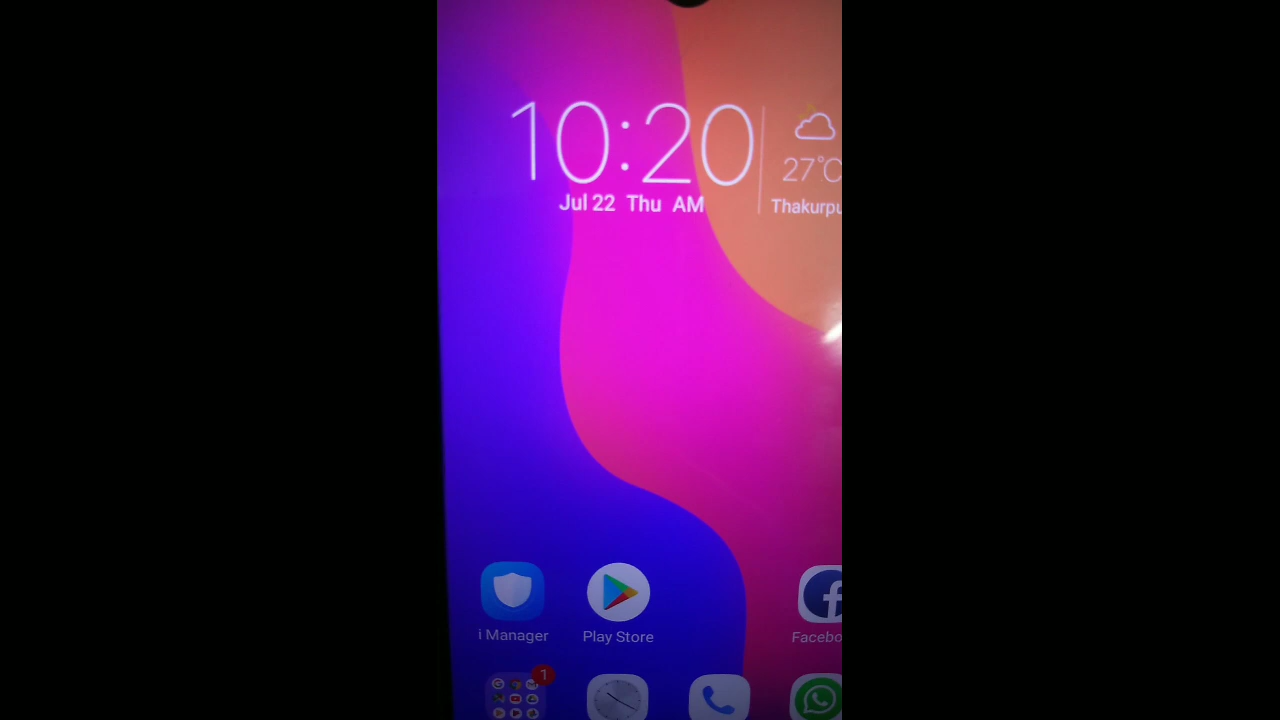 10:20
Jul 22 Thu AM
27°C
Thakurpu
i Manager
Play Store
Facebo
1